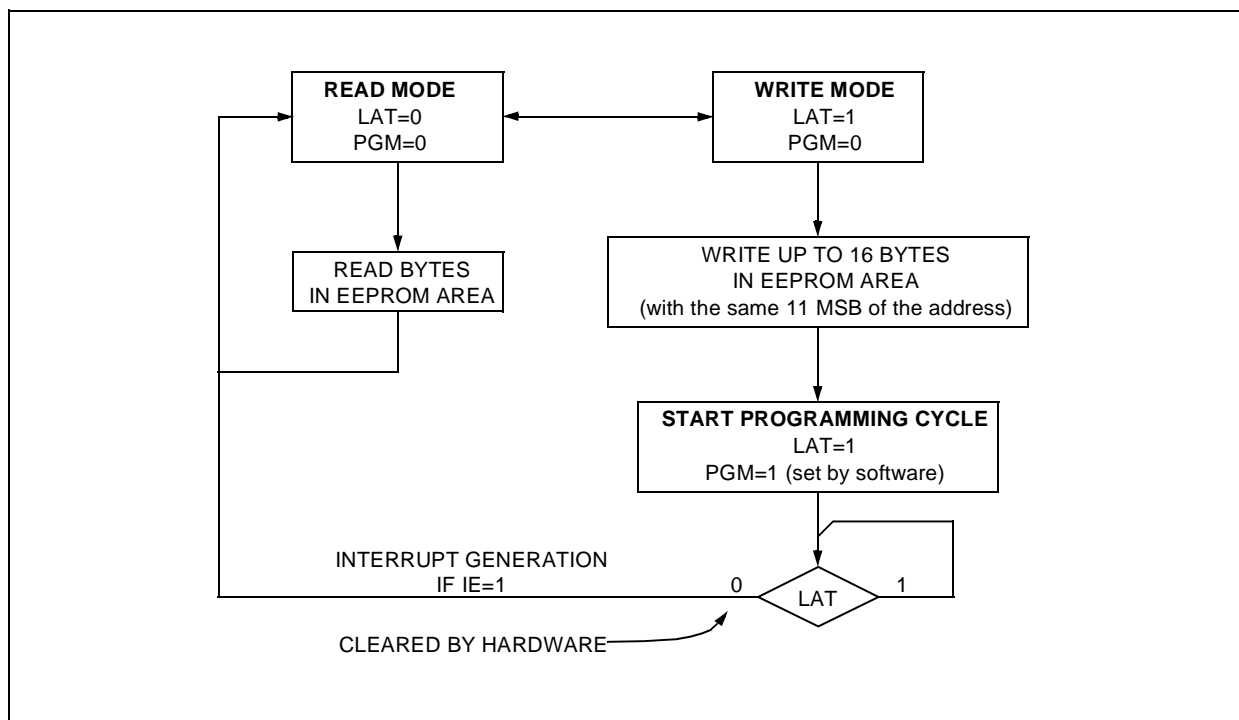 READ MODE
LAT=0
PGM=0
WRITE MODE
LAT=1
PGM=0
READ BYTES
IN EEPROM AREA
WRITE UP TO 16 BYTES
IN EEPROM AREA
(with the same 11 MSB of the address)
START PROGRAMMING CYCLE
LAT=1
PGM=1 (set by software)
INTERRUPT GENERATION
IF IE=1
0
LAT
1
CLEARED BY HARDWARE